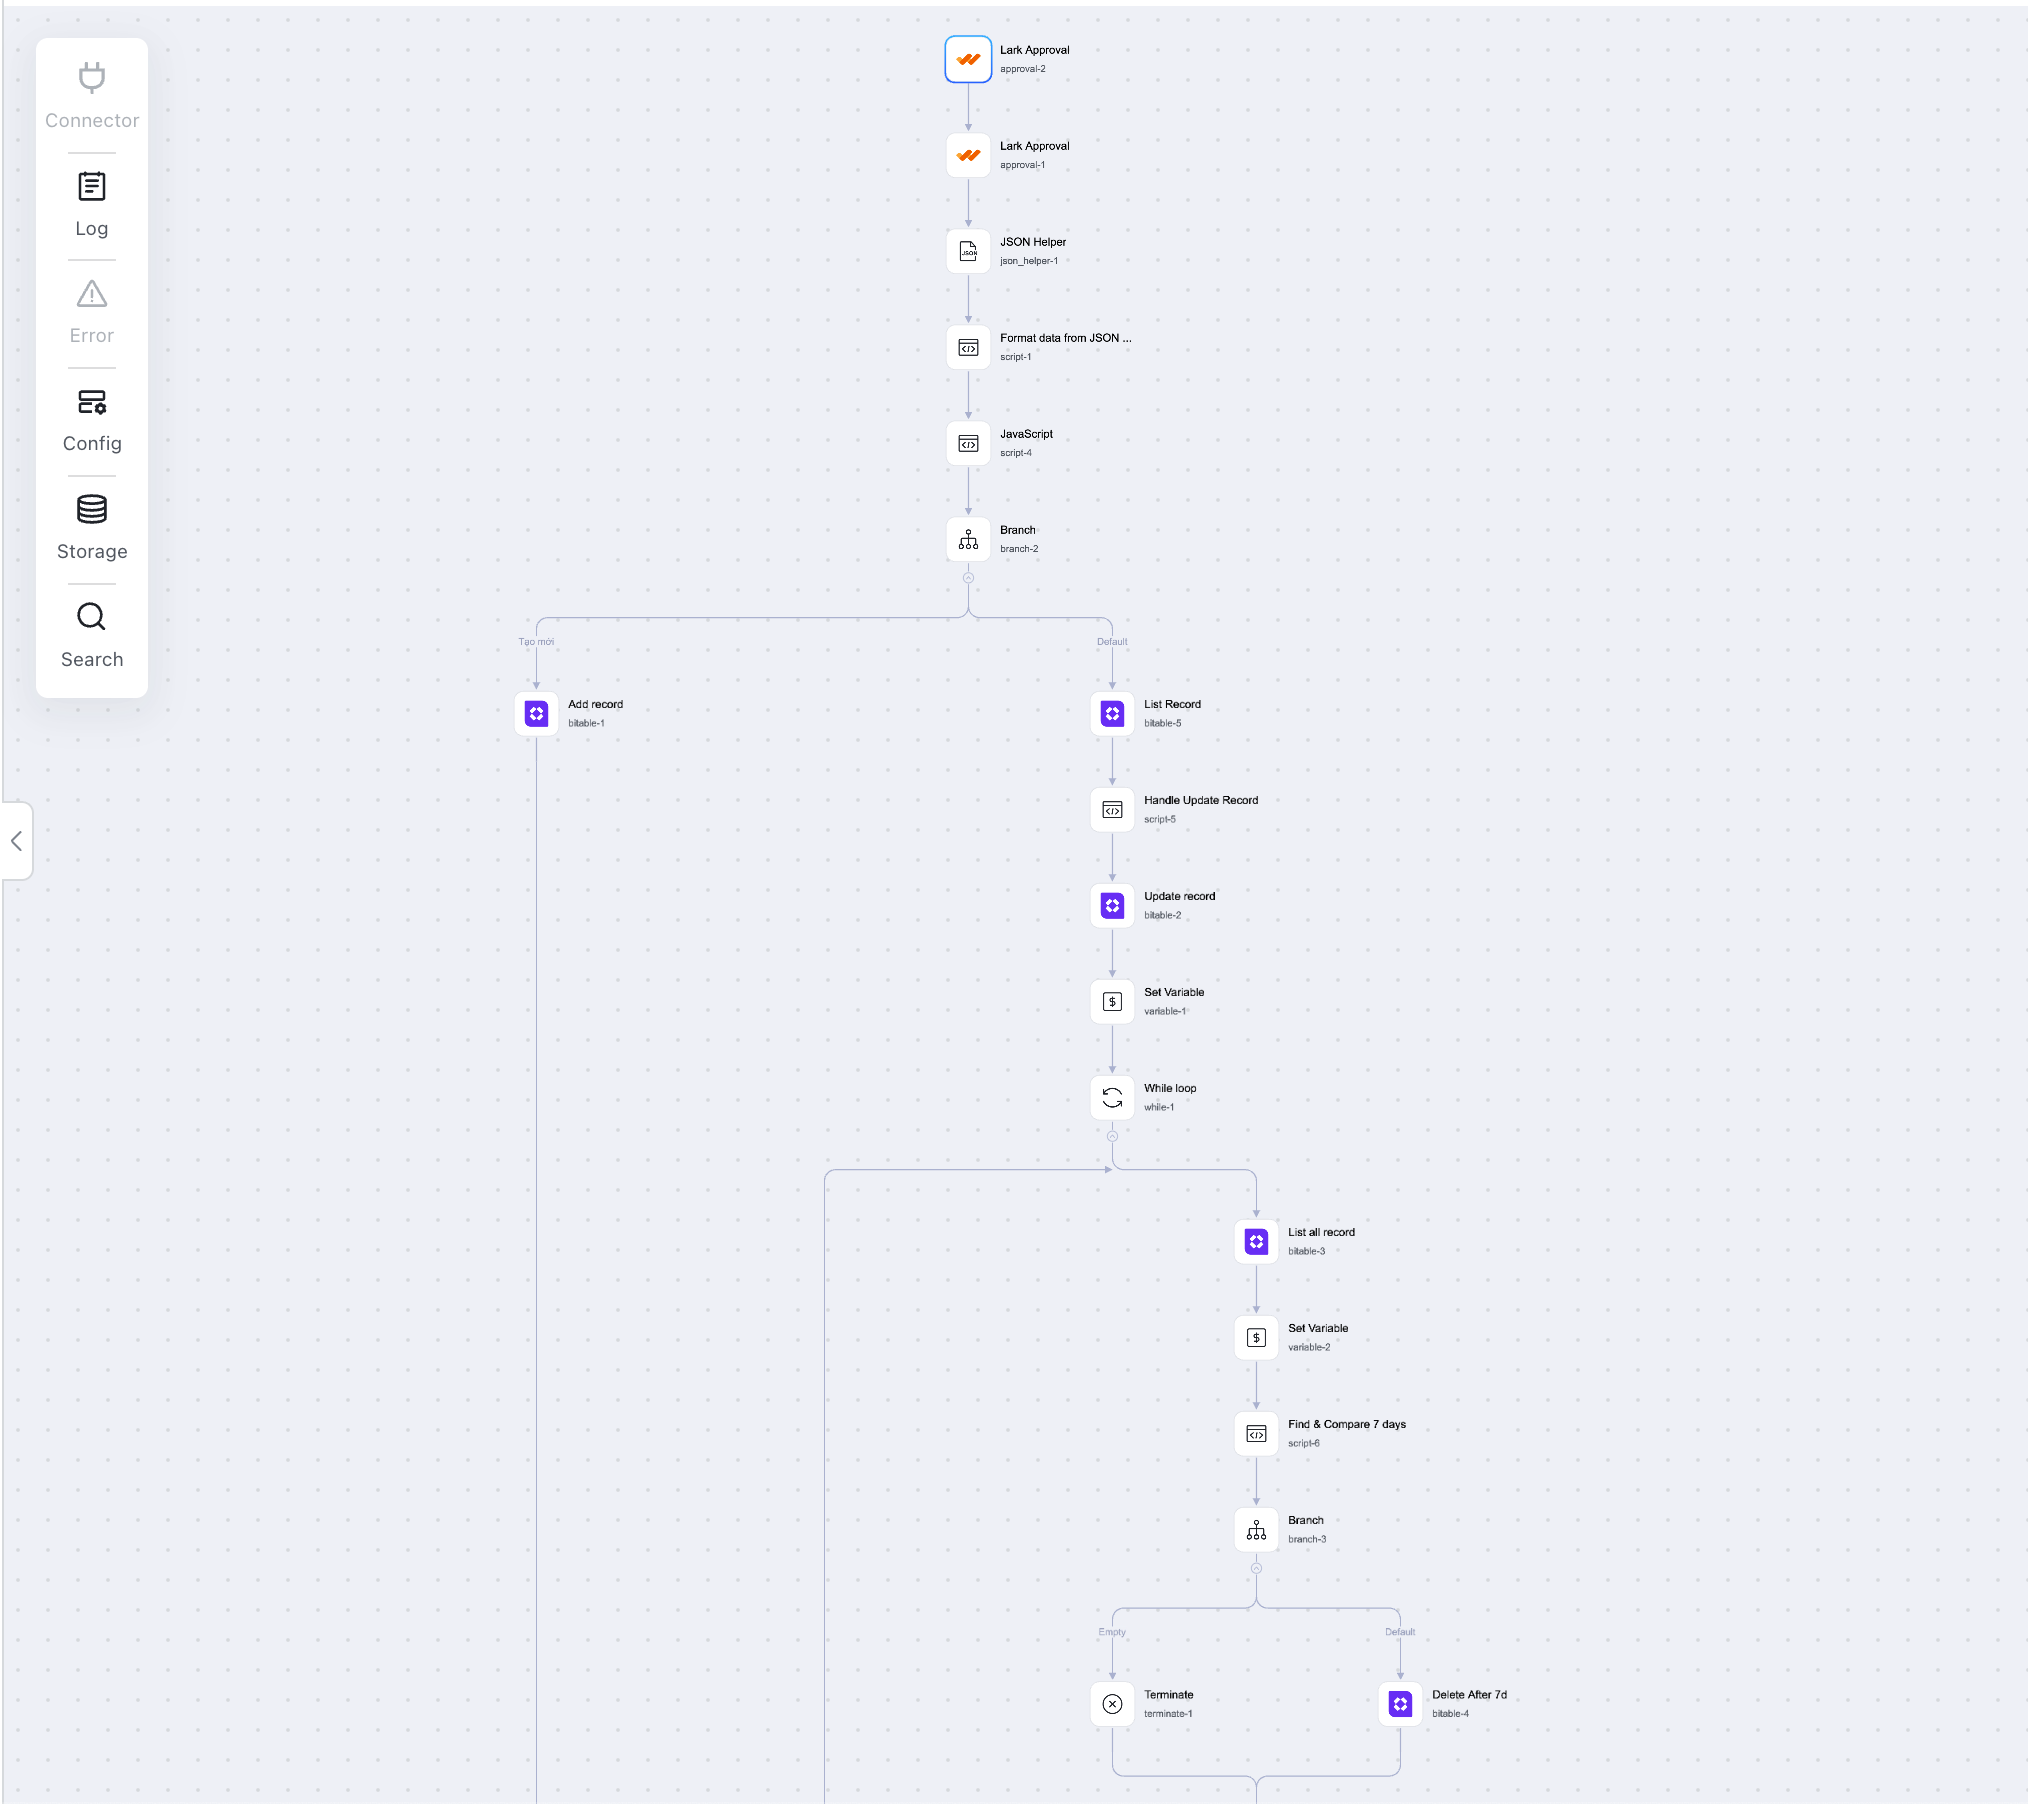 Connector
Log
Error
Config
Storage
Search
Lark Approval
approval-2
Lark Approval
approval-1
JSON
JSON Helper
json_helper-1
Format data from JSON ...
script-1
JavaScript
script-4
Branch
branch-2
Tạo mới
Default
Add record
bitable-1
List Record
bitable-5
Handle Update Record
script-5
Update record
bitable-2
Set Variable
variable-1
While loop
while-1
List all record
bitable-3
Set Variable
variable-2
Find & Compare 7 days
script-6
Branch
branch-3
Empty
Default
Terminate
terminate-1
Delete After 7d
bitable-4